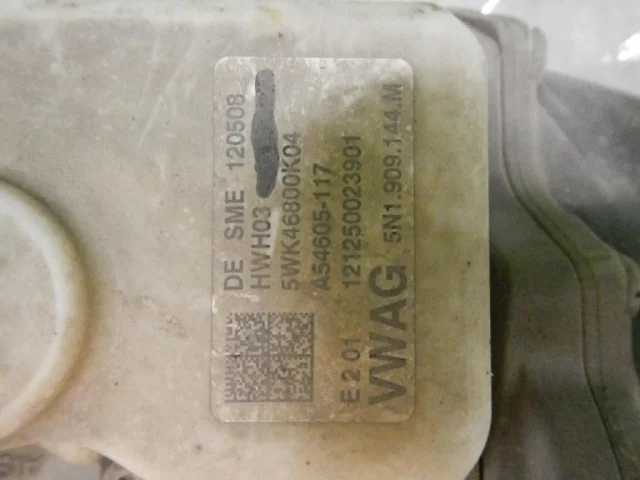 DE SME 120508
HWH03
5WK46800K04
A54605-117
E 2 01 121250023901
VWAG 5N1.909.144.M